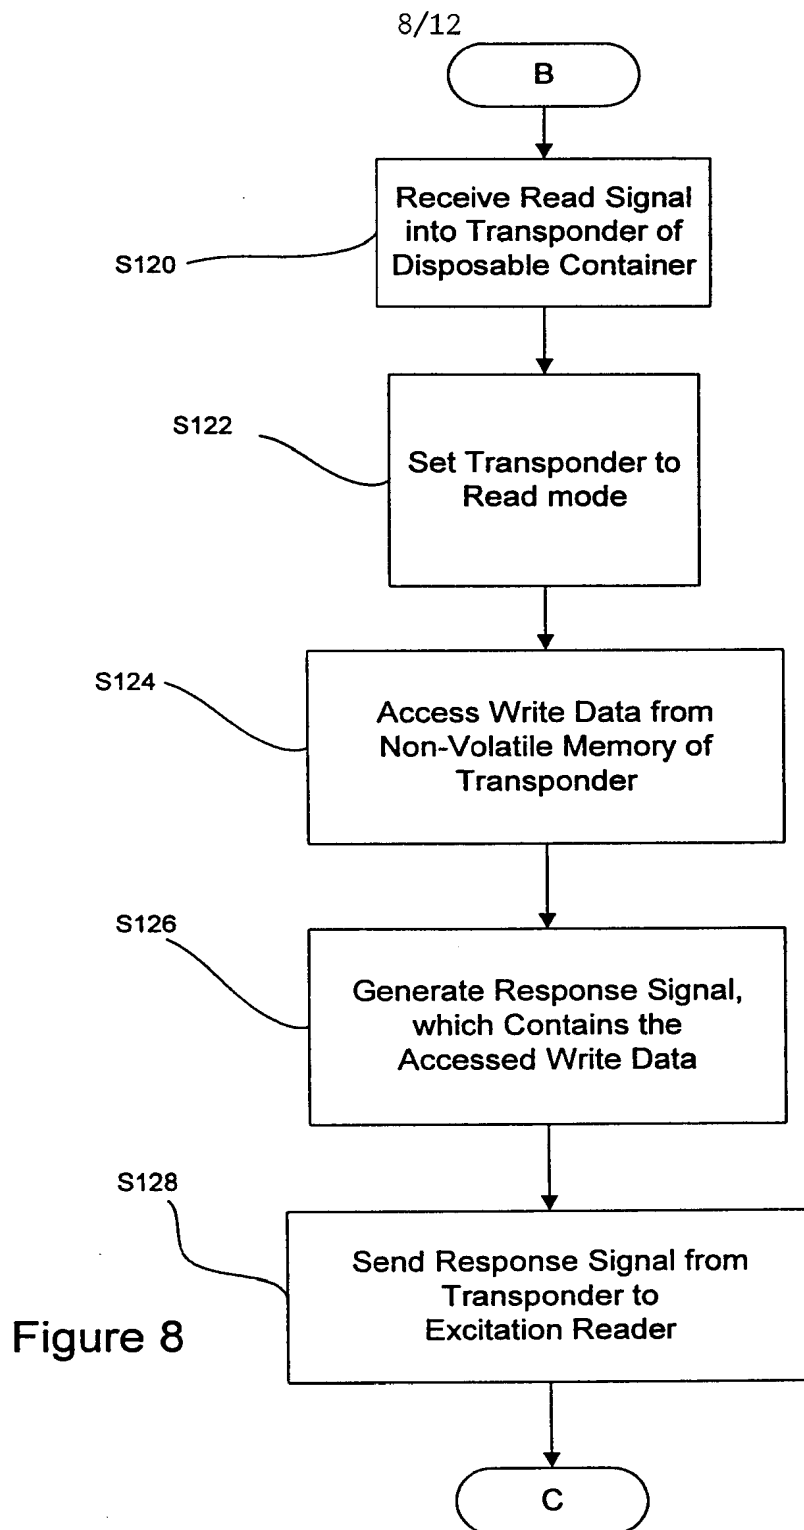 8/12
B
Receive Read Signal
into Transponder of
Disposable Container
S120
S122
Set Transponder to
Read mode
S124
Access Write Data from
Non-Volatile Memory of
Transponder
S126
Generate Response Signal,
which Contains the
Accessed Write Data
S128
Send Response Signal from
Transponder to
Excitation Reader
Figure 8
C